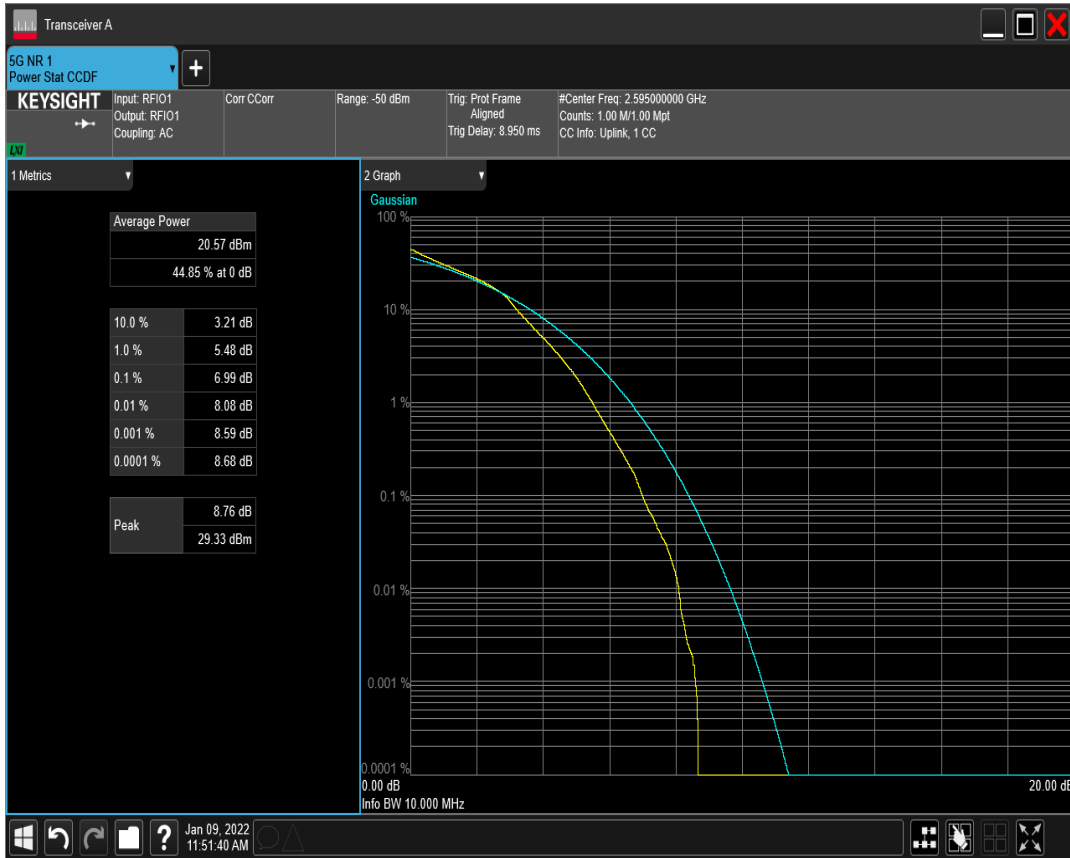 Transceiver A
5G NR 1
Power Stat CCDF
KEYSIGHT
LXI
Input: RFIO1
Output: RFIO1
Coupling: AC
Corr CCorr
Range: -50 dBm
Trig: Prot Frame
Aligned
Trig Delay: 8.950 ms
#Center Freq: 2.595000000 GHz
Counts: 1.00 M/1.00 Mpt
CC Info: Uplink, 1 CC
1 Metrics
Average Power
20.57 dBm
44.85 % at 0 dB
10.0 % 3.21 dB
1.0 % 5.48 dB
0.1 % 6.99 dB
0.01 % 8.08 dB
0.001 % 8.59 dB
0.0001 % 8.68 dB
Peak 8.76 dB
29.33 dBm
2 Graph
Gaussian
100 %
10 %
1 %
0.1 %
0.01 %
0.001 %
0.0001 %
0.00 dB 20.00 dB
Info BW 10.000 MHz
? Jan 09, 2022
11:51:40 AM